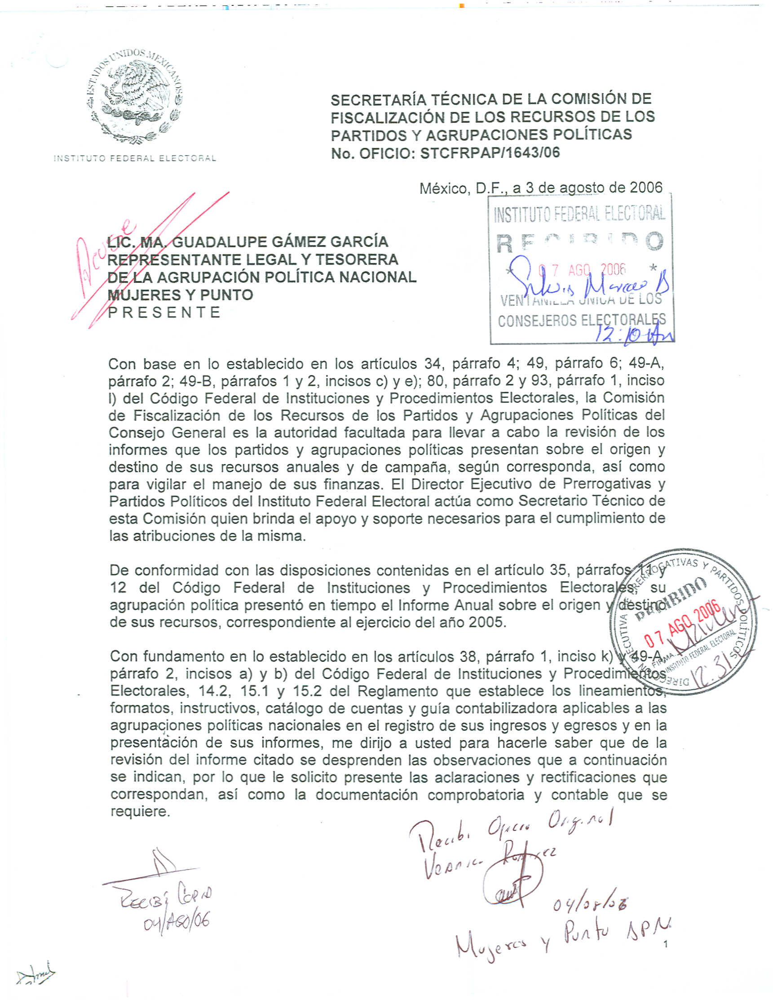 ESTADOS UNIDOS MEXICANOS
INSTITUTO FEDERAL ELECTORAL
SECRETARÍA TÉCNICA DE LA COMISIÓN DE
FISCALIZACIÓN DE LOS RECURSOS DE LOS
PARTIDOS Y AGRUPACIONES POLÍTICAS
No. OFICIO: STCFRPAP/1643/06
México, D.F., a 3 de agosto de 2006
INSTITUTO FEDERAL ELECTORAL
RECIBIDO
* 07 AGO 2006 *
VENTANILLA UNICA DE LOS
CONSEJEROS ELECTORALES
12:10
Acuse
LIC. MA. GUADALUPE GÁMEZ GARCÍA
REPRESENTANTE LEGAL Y TESORERA
DE LA AGRUPACIÓN POLÍTICA NACIONAL
MUJERES Y PUNTO
P R E S E N T E
Con base en lo establecido en los artículos 34, párrafo 4; 49, párrafo 6; 49-A,
párrafo 2; 49-B, párrafos 1 y 2, incisos c) y e); 80, párrafo 2 y 93, párrafo 1, inciso
l) del Código Federal de Instituciones y Procedimientos Electorales, la Comisión
de Fiscalización de los Recursos de los Partidos y Agrupaciones Políticas del
Consejo General es la autoridad facultada para llevar a cabo la revisión de los
informes que los partidos y agrupaciones políticas presentan sobre el origen y
destino de sus recursos anuales y de campaña, según corresponda, así como
para vigilar el manejo de sus finanzas. El Director Ejecutivo de Prerrogativas y
Partidos Políticos del Instituto Federal Electoral actúa como Secretario Técnico de
esta Comisión quien brinda el apoyo y soporte necesarios para el cumplimiento de
las atribuciones de la misma.
De conformidad con las disposiciones contenidas en el artículo 35, párrafos 11 y
12 del Código Federal de Instituciones y Procedimientos Electorales, su
agrupación política presentó en tiempo el Informe Anual sobre el origen y destino
de sus recursos, correspondiente al ejercicio del año 2005.
DIRECCION EJECUTIVA DE PRERROGATIVAS Y PARTIDOS POLÍTICOS
RECIBIDO
07 AGO 2006
FIRMA
INSTITUTO FEDERAL ELECTORAL
12:31
Con fundamento en lo establecido en los artículos 38, párrafo 1, inciso k) y 49-A,
párrafo 2, incisos a) y b) del Código Federal de Instituciones y Procedimientos
Electorales, 14.2, 15.1 y 15.2 del Reglamento que establece los lineamientos,
formatos, instructivos, catálogo de cuentas y guía contabilizadora aplicables a las
agrupaciones políticas nacionales en el registro de sus ingresos y egresos y en la
presentación de sus informes, me dirijo a usted para hacerle saber que de la
revisión del informe citado se desprenden las observaciones que a continuación
se indican, por lo que le solicito presente las aclaraciones y rectificaciones que
correspondan, así como la documentación comprobatoria y contable que se
requiere.
Recibi Oficio Original
Veronica Ramirez
RECIBÍ COPIA
04/AGO/06
04/08/06
Mujeres y Punto APN.
1